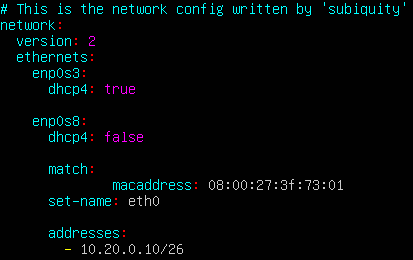 # This is the network config written by 'subiquity'
network:
  version: 2
  ethernets:
    enp0s3:
      dhcp4: true

    enp0s8:
      dhcp4: false

      match:
              macaddress: 08:00:27:3f:73:01
      set-name: eth0

      addresses:
        - 10.20.0.10/26